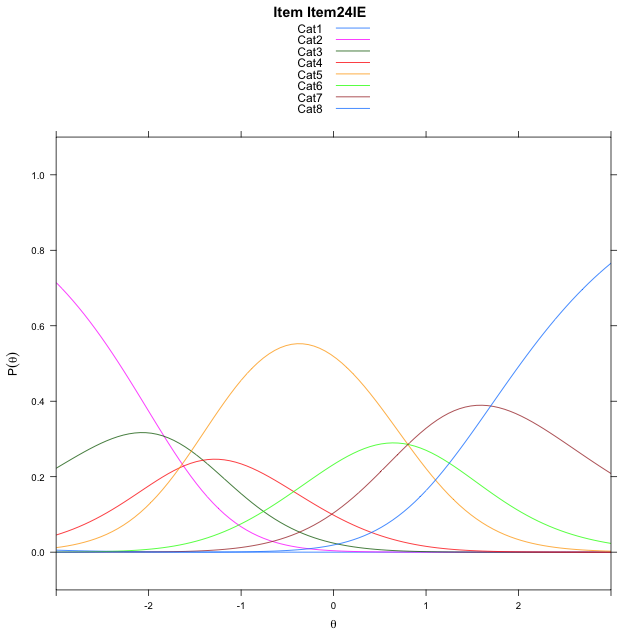 Item Item24IE
Cat1
Cat2
Cat3
Cat4
Cat5
Cat6
Cat7
Cat8
1.0
0.8
0.6
0.4
0.2
0.0
P(θ)
-2 -1 0 1 2
θ